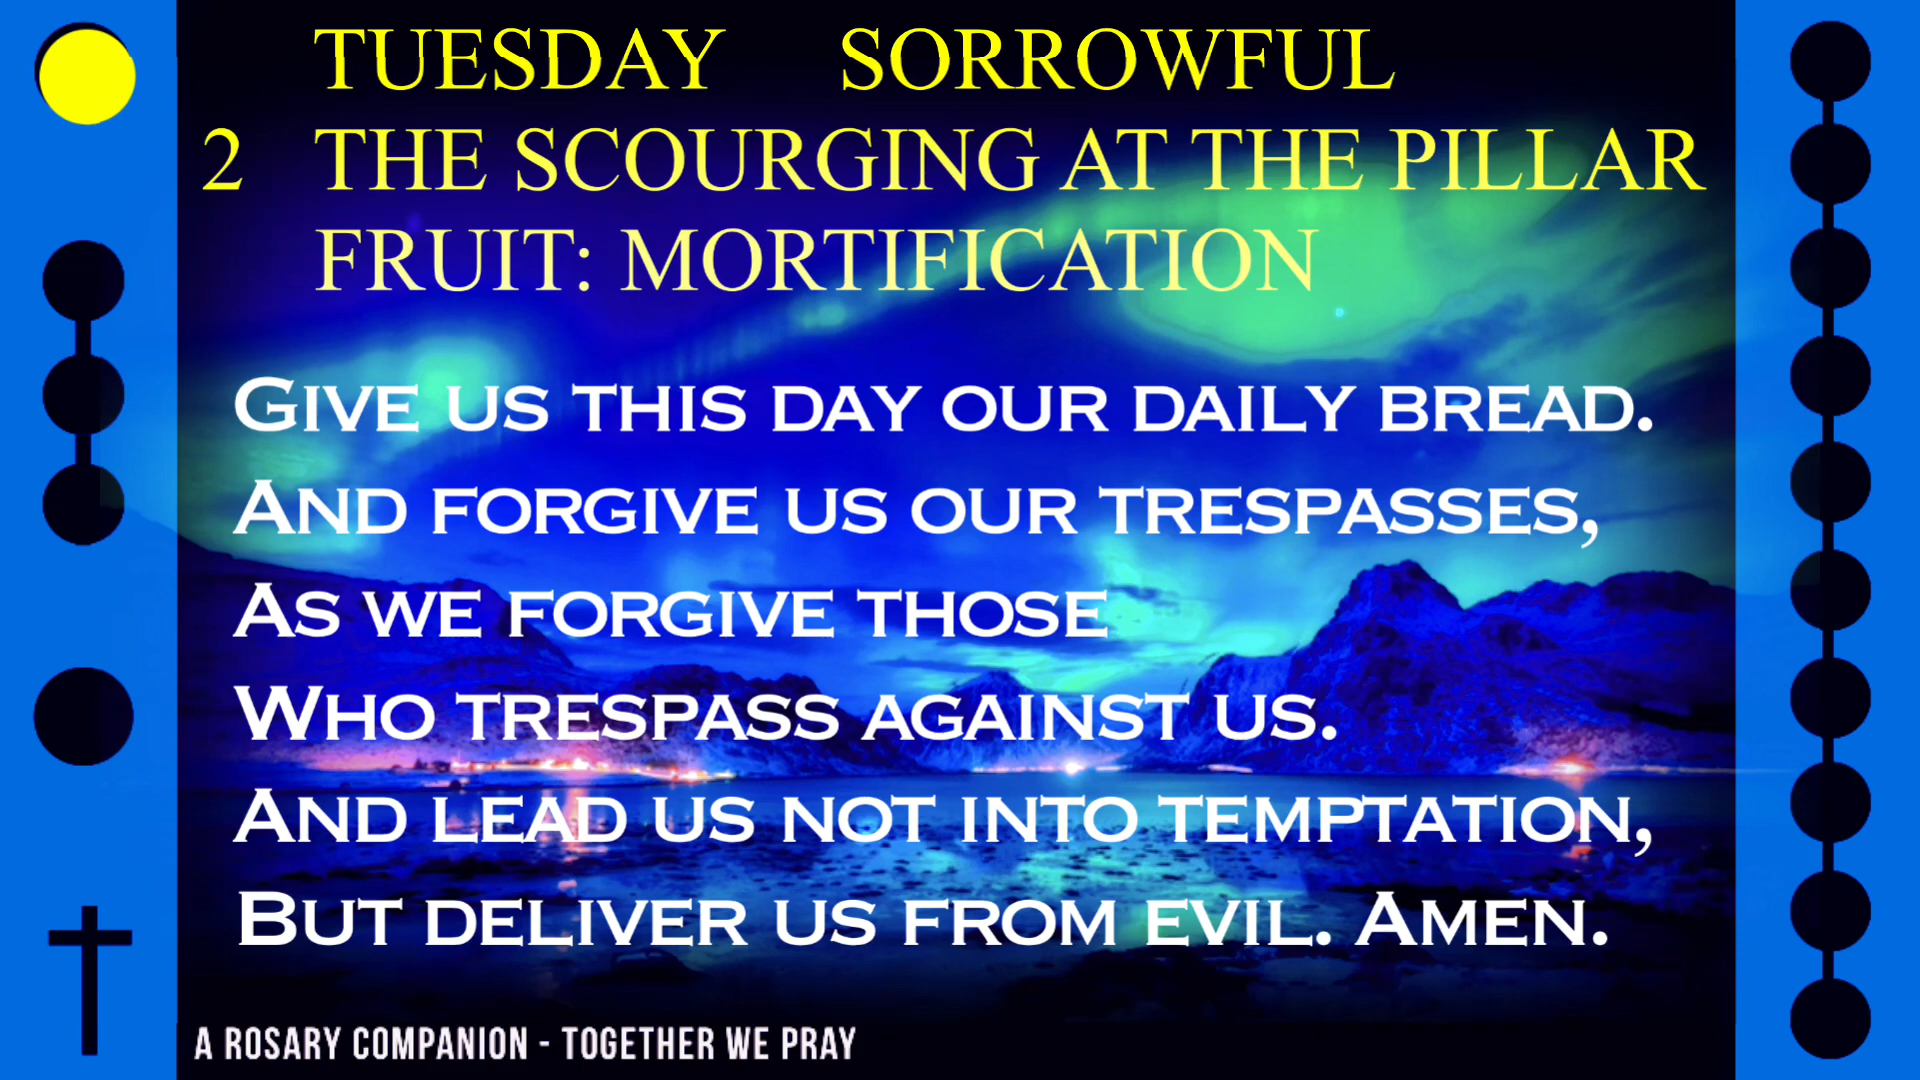 TUESDAY SORROWFUL
2 THE SCOURGING AT THE PILLAR
FRUIT: MORTIFICATION
GIVE US THIS DAY OUR DAILY BREAD.
AND FORGIVE US OUR TRESPASSES,
AS WE FORGIVE THOSE
WHO TRESPASS AGAINST US.
AND LEAD US NOT INTO TEMPTATION,
BUT DELIVER US FROM EVIL. AMEN.
A ROSARY COMPANION - TOGETHER WE PRAY